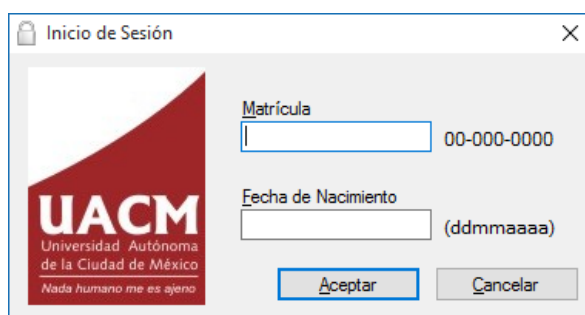 Inicio de Sesión
Matrícula
00-000-0000
Fecha de Nacimiento
(ddmmaaaa)
UACM
Universidad Autónoma
de la Ciudad de México
Nada humano me es ajeno
Aceptar
Cancelar